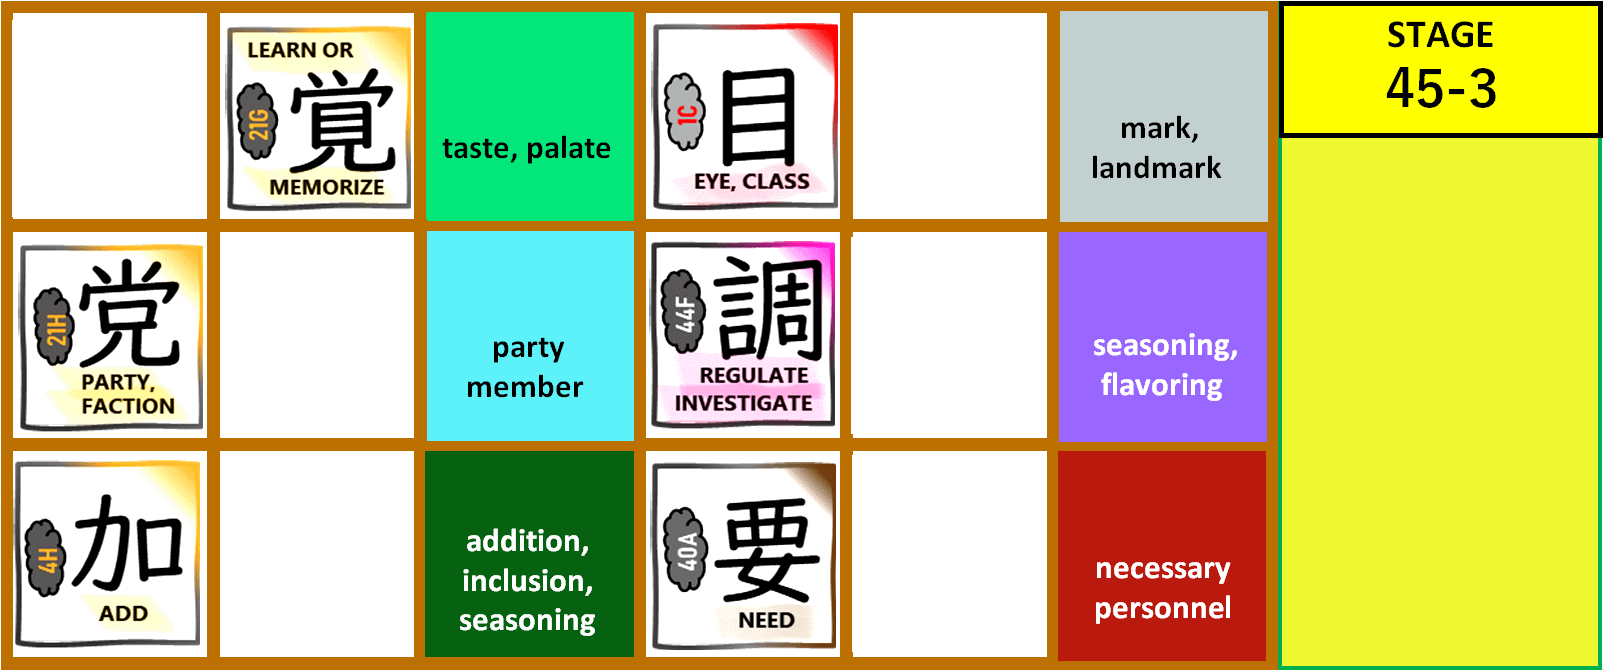 LEARN OR
21G
覚
MEMORIZE
taste, palate
1C
目
EYE, CLASS
mark,
landmark
STAGE
45-3
21H
党
PARTY,
FACTION
party
member
44F
調
REGULATE
INVESTIGATE
seasoning,
flavoring
4H
加
ADD
addition,
inclusion,
seasoning
40A
要
NEED
necessary
personnel